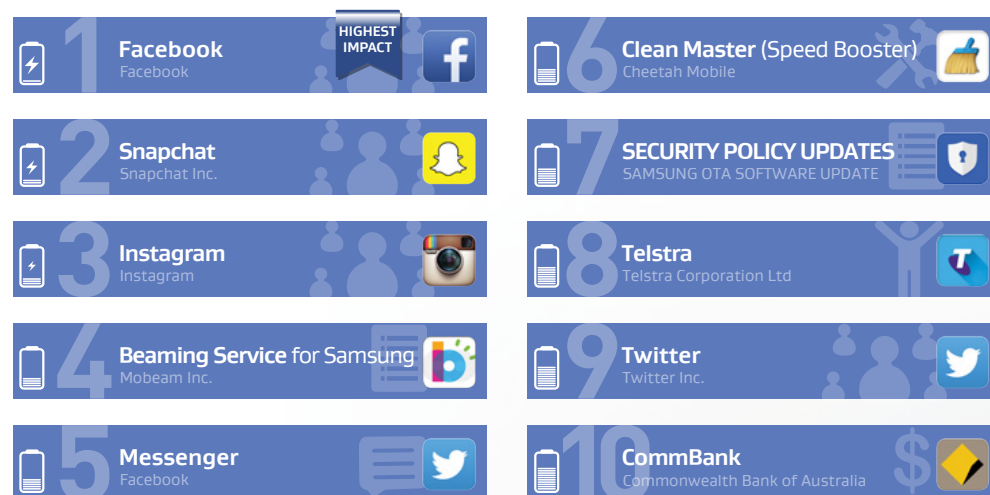 HIGHEST
IMPACT
1
Facebook
Facebook
2
Snapchat
Snapchat Inc.
3
Instagram
Instagram
4
Beaming Service for Samsung
Mobeam Inc.
5
Messenger
Facebook
6
Clean Master (Speed Booster)
Cheetah Mobile
7
SECURITY POLICY UPDATES
SAMSUNG OTA SOFTWARE UPDATE
8
Telstra
Telstra Corporation Ltd
9
Twitter
Twitter Inc.
10
CommBank
Commonwealth Bank of Australia